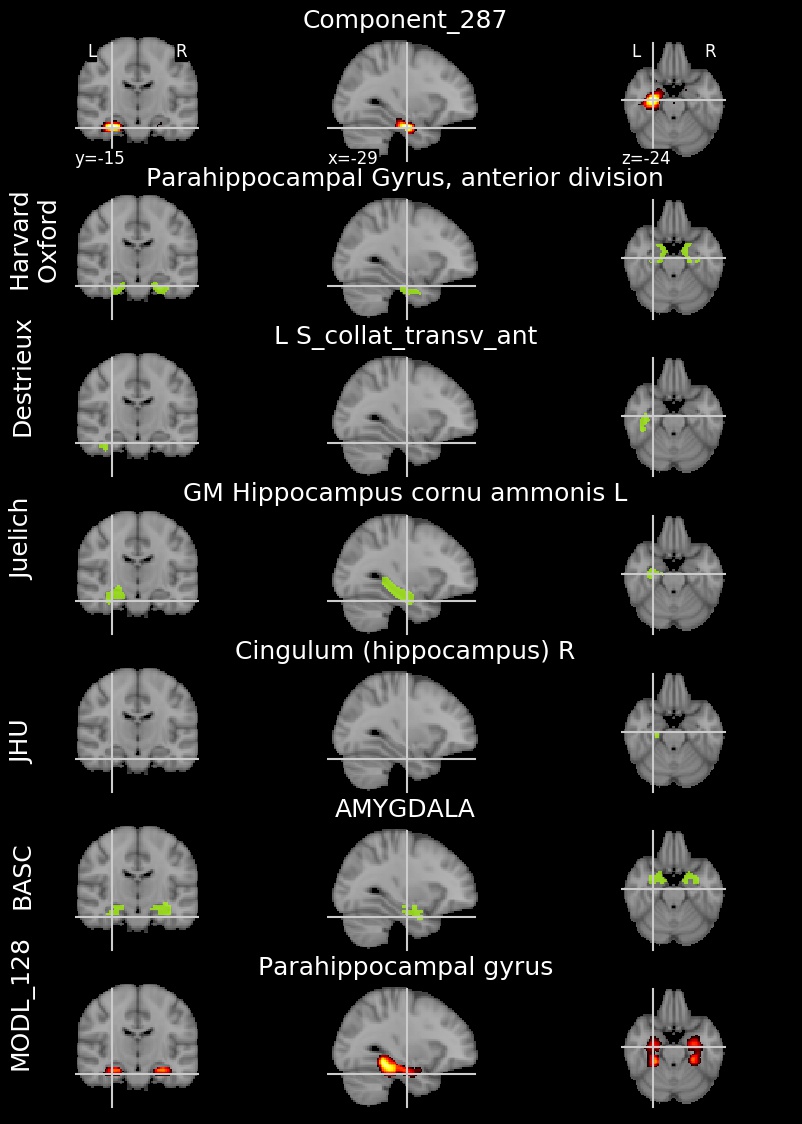 Component_287
L R
L R
y=-15
x=-29
z=-24
Parahippocampal Gyrus, anterior division
Harvard
Oxford
L S_collat_transv_ant
Destrieux
GM Hippocampus cornu ammonis L
Juelich
Cingulum (hippocampus) R
JHU
AMYGDALA
BASC
Parahippocampal gyrus
MODL_128